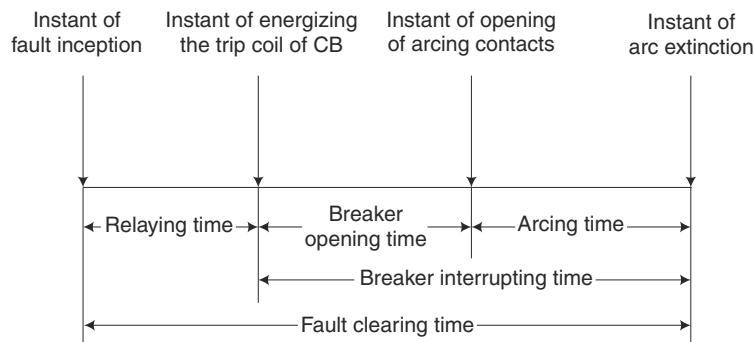 Instant of
fault inception
Instant of energizing
the trip coil of CB
Instant of opening
of arcing contacts
Instant of
arc extinction
Relaying time
Breaker
opening time
Arcing time
Breaker interrupting time
Fault clearing time